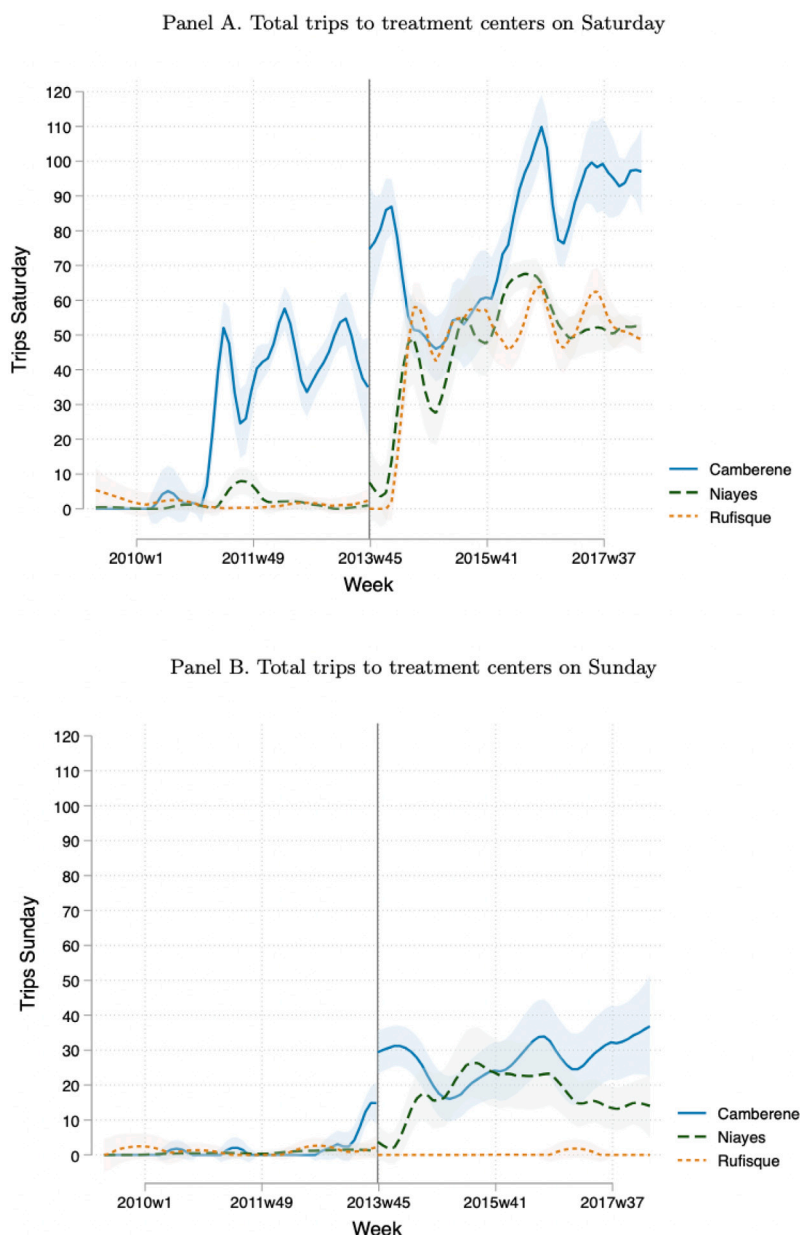 Panel A. Total trips to treatment centers on Saturday
120
110
100
90
80
70
60
50
40
30
20
10
0
Trips Saturday
2010w1 2011w49 2013w45 2015w41 2017w37
Week
Camberene
Niayes
Rufisque
Panel B. Total trips to treatment centers on Sunday
120
110
100
90
80
70
60
50
40
30
20
10
0
Trips Sunday
2010w1 2011w49 2013w45 2015w41 2017w37
Week
Camberene
Niayes
Rufisque